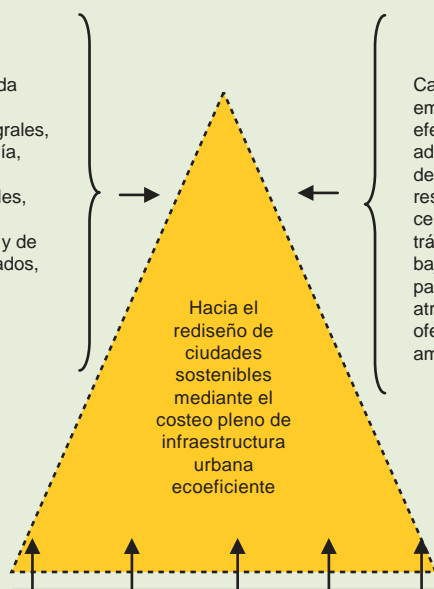 da
grales,
ía,
les,
y de
ados,
Hacia el
rediseño de
ciudades
sostenibles
mediante el
costeo pleno de
infraestructura
urbana
ecoeficiente
Ca
em
efe
ad
de
res
ce
trá
ba
pa
atr
ofe
am